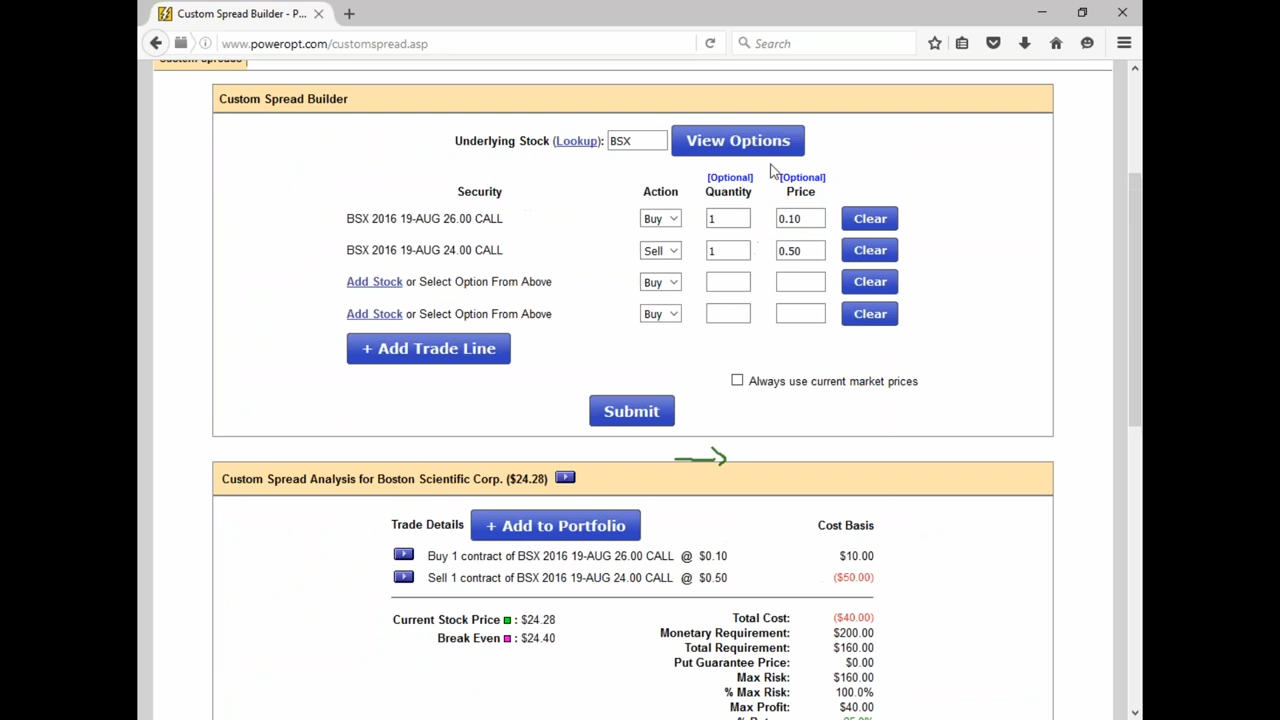 Custom Spread Builder - P...
www.poweropt.com/customspread.asp
Search
Custom Spreads
Custom Spread Builder
Underlying Stock (Lookup): BSX View Options
[Optional] [Optional]
Security Action Quantity Price
BSX 2016 19-AUG 26.00 CALL Buy 1 0.10 Clear
BSX 2016 19-AUG 24.00 CALL Sell 1 0.50 Clear
Add Stock or Select Option From Above Buy Clear
Add Stock or Select Option From Above Buy Clear
+ Add Trade Line
Always use current market prices
Submit
Custom Spread Analysis for Boston Scientific Corp. ($24.28)
Trade Details + Add to Portfolio Cost Basis
Buy 1 contract of BSX 2016 19-AUG 26.00 CALL @ $0.10 $10.00
Sell 1 contract of BSX 2016 19-AUG 24.00 CALL @ $0.50 ($50.00)
Current Stock Price : $24.28 Total Cost: ($40.00)
Break Even : $24.40 Monetary Requirement: $200.00
Total Requirement: $160.00
Put Guarantee Price: $0.00
Max Risk: $160.00
% Max Risk: 100.0%
Max Profit: $40.00